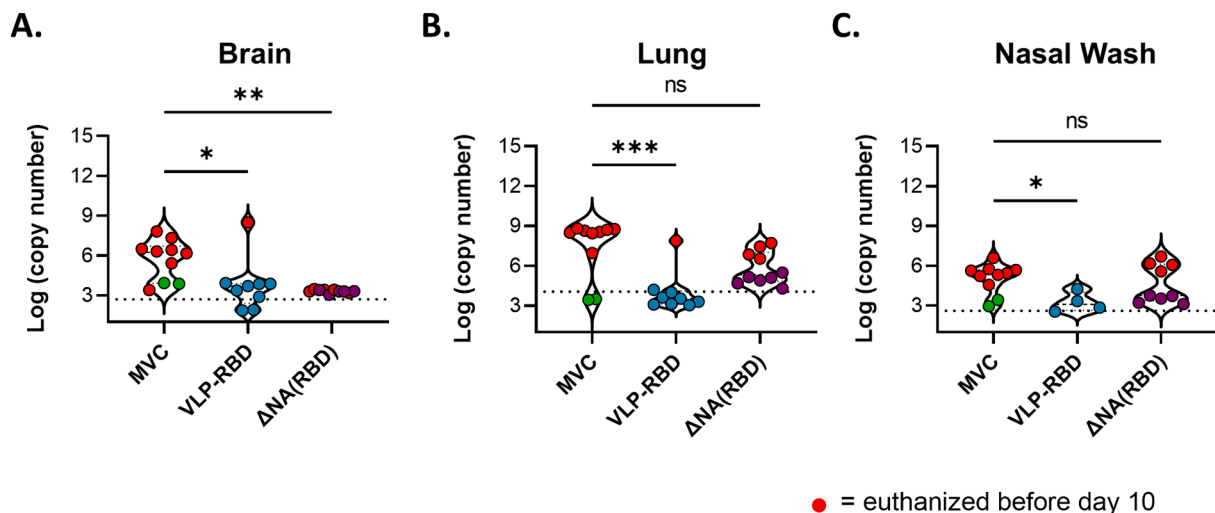 A.
Brain
**
*
Log (copy number)
15
12
9
6
3
MVC
VLP-RBD
ΔNA(RBD)
B.
Lung
ns
***
Log (copy number)
15
12
9
6
3
MVC
VLP-RBD
ΔNA(RBD)
C.
Nasal Wash
ns
*
Log (copy number)
15
12
9
6
3
MVC
VLP-RBD
ΔNA(RBD)
= euthanized before day 10